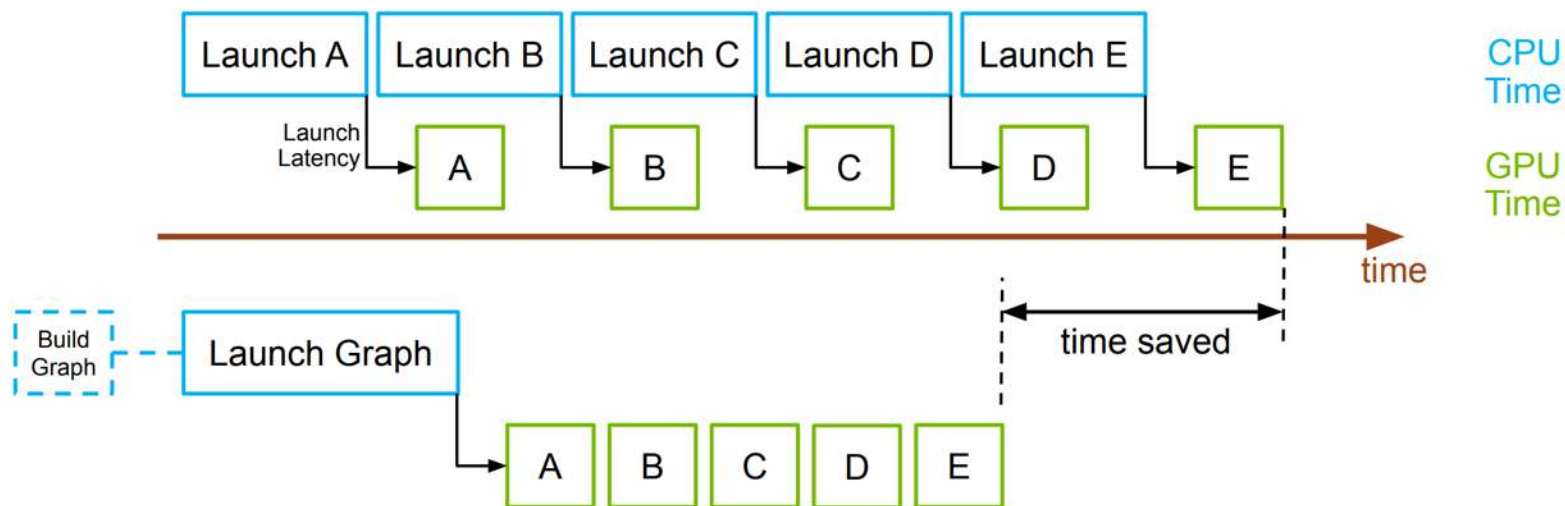 Launch A
Launch B
Launch C
Launch D
Launch E
CPU
Time
Launch
Latency
A
B
C
D
E
GPU
Time
time
Build
Graph
Launch Graph
time saved
A
B
C
D
E